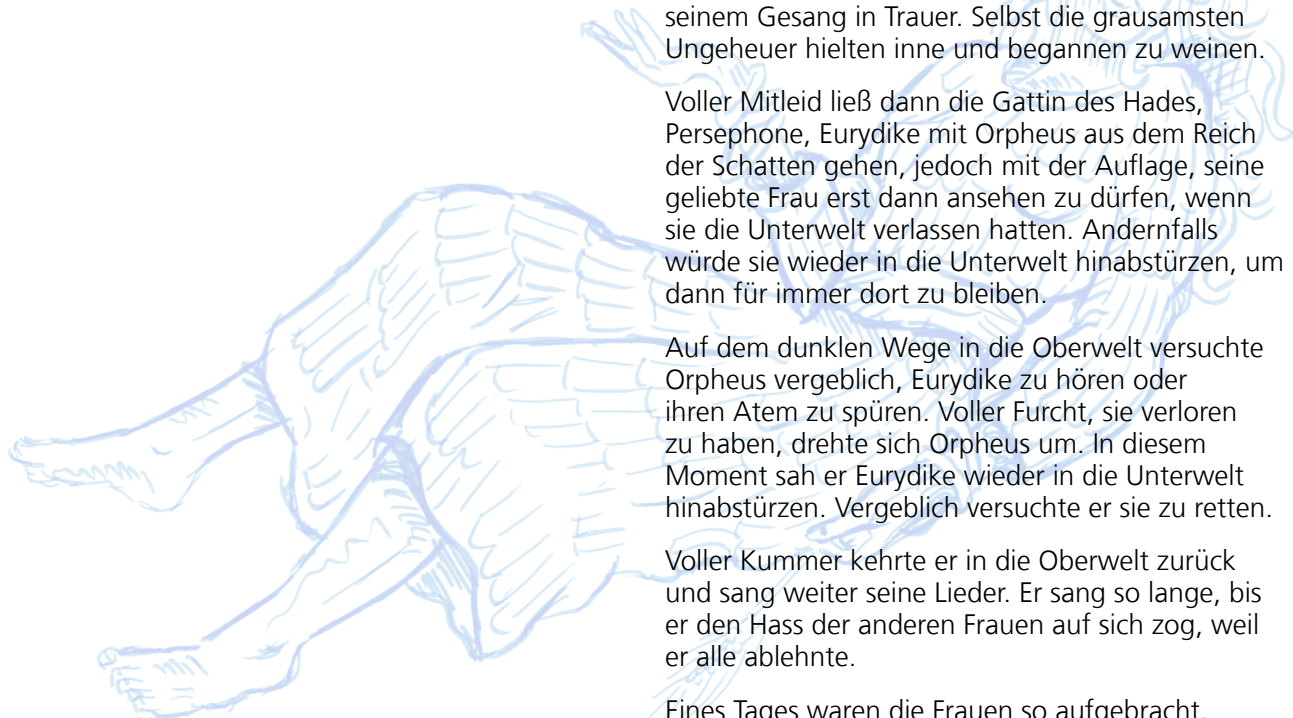 seinem Gesang in Trauer. Selbst die grausamsten
Ungeheuer hielten inne und begannen zu weinen.
Voller Mitleid ließ dann die Gattin des Hades,
Persephone, Eurydike mit Orpheus aus dem Reich
der Schatten gehen, jedoch mit der Auflage, seine
geliebte Frau erst dann ansehen zu dürfen, wenn
sie die Unterwelt verlassen hatten. Andernfalls
würde sie wieder in die Unterwelt hinabstürzen, um
dann für immer dort zu bleiben.
Auf dem dunklen Wege in die Oberwelt versuchte
Orpheus vergeblich, Eurydike zu hören oder
ihren Atem zu spüren. Voller Furcht, sie verloren
zu haben, drehte sich Orpheus um. In diesem
Moment sah er Eurydike wieder in die Unterwelt
hinabstürzen. Vergeblich versuchte er sie zu retten.
Voller Kummer kehrte er in die Oberwelt zurück
und sang weiter seine Lieder. Er sang so lange, bis
er den Hass der anderen Frauen auf sich zog, weil
er alle ablehnte.
Eines Tages waren die Frauen so aufgebracht,